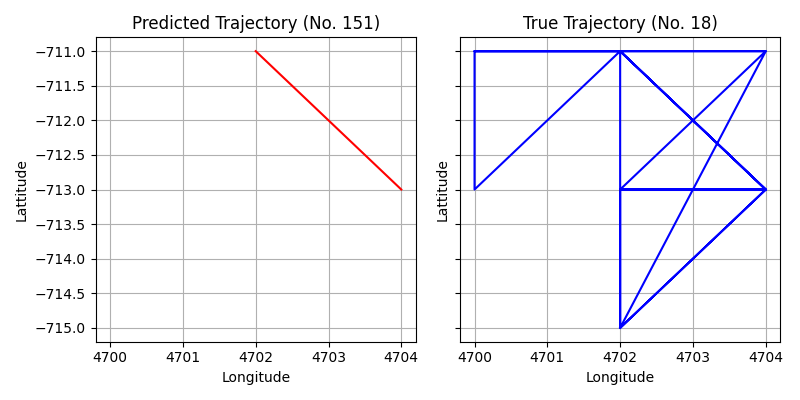 Predicted Trajectory (No. 151)
True Trajectory (No. 18)
−711.0
−711.5
−712.0
−712.5
−713.0
−713.5
−714.0
−714.5
−715.0
Lattitude
Lattitude
4700 4701 4702 4703 4704
4700 4701 4702 4703 4704
Longitude
Longitude